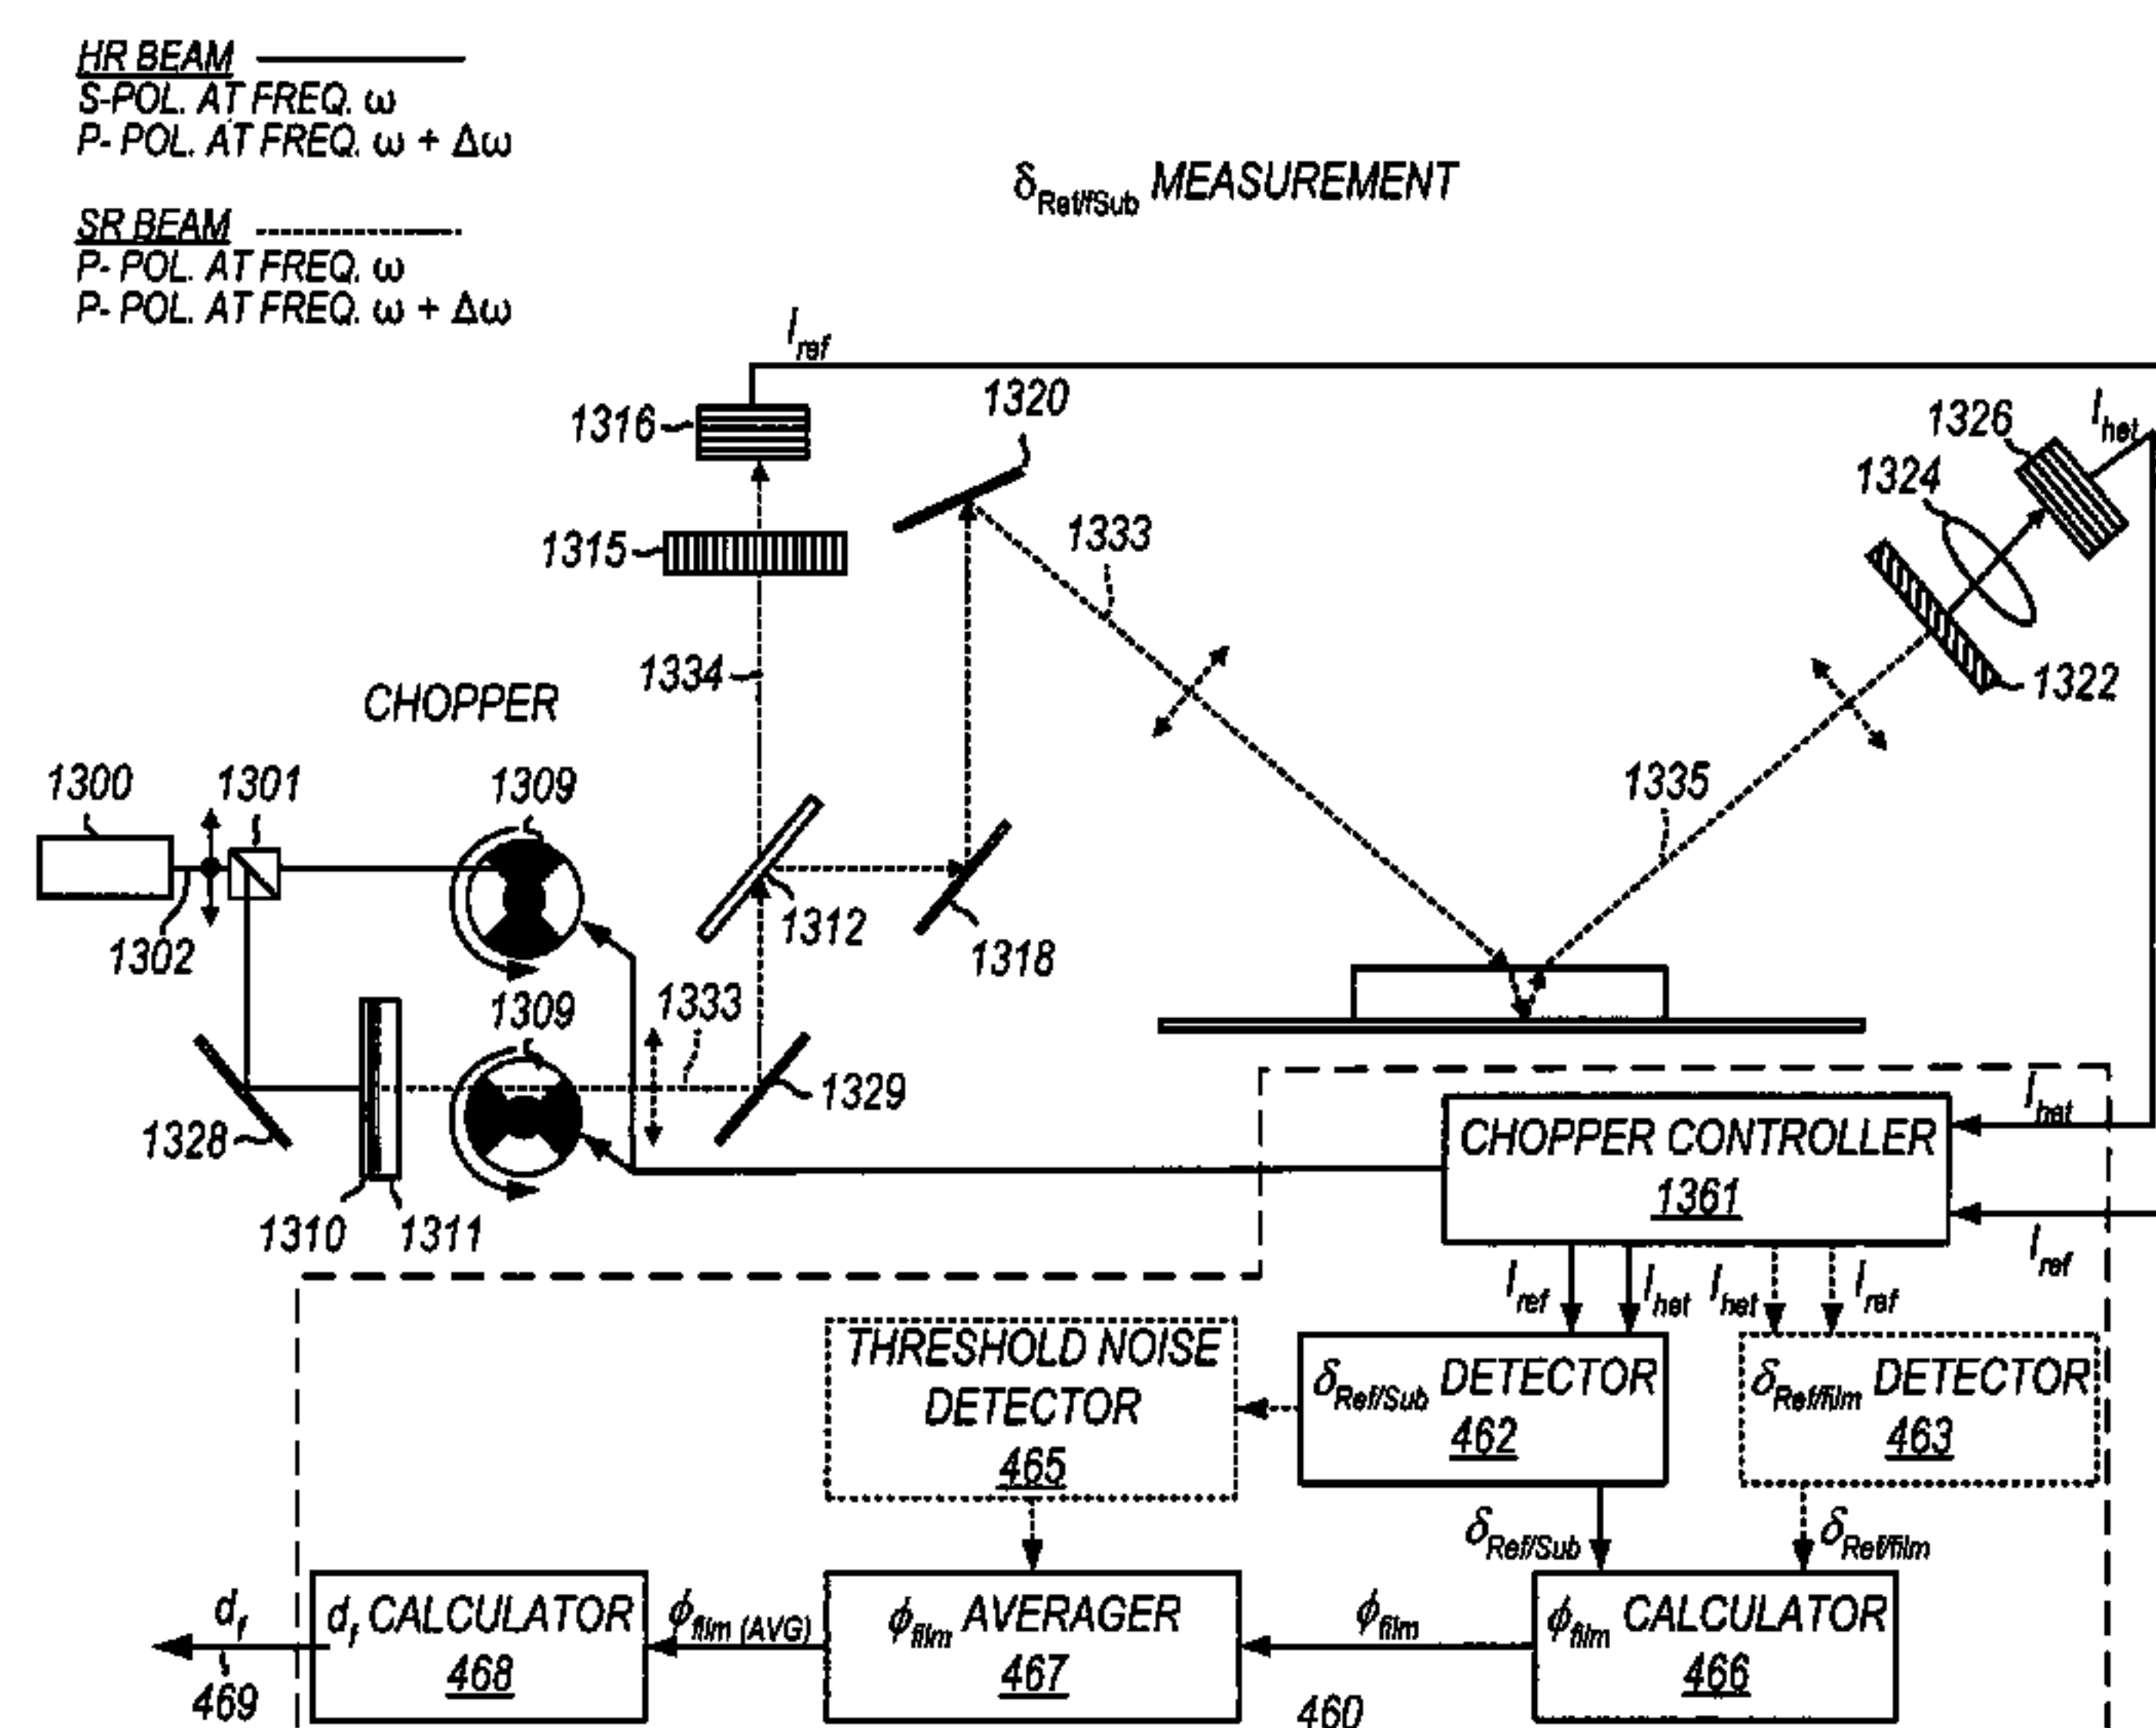 HR BEAM
S-POL. AT FREQ. ω
P- POL. AT FREQ. ω + Δω
SR BEAM
P- POL. AT FREQ. ω
P- POL. AT FREQ. ω + Δω
δRef/fSub MEASUREMENT
Iref
1320
1316
1326
Ihet
1324
1315
1333
1334
1322
CHOPPER
1300
1301
1309
1335
1302
1312
1318
1309
1333
1329
1328
Ihet
CHOPPER CONTROLLER
1361
1310
1311
Iref
Iref
Ihet
Ihet
Iref
THRESHOLD NOISE
DETECTOR
465
δRef/Sub DETECTOR
462
δRef/film DETECTOR
463
δRef/Sub
δRef/film
df
df CALCULATOR
468
ϕfilm (AVG)
ϕfilm AVERAGER
467
ϕfilm
ϕfilm CALCULATOR
466
469
460